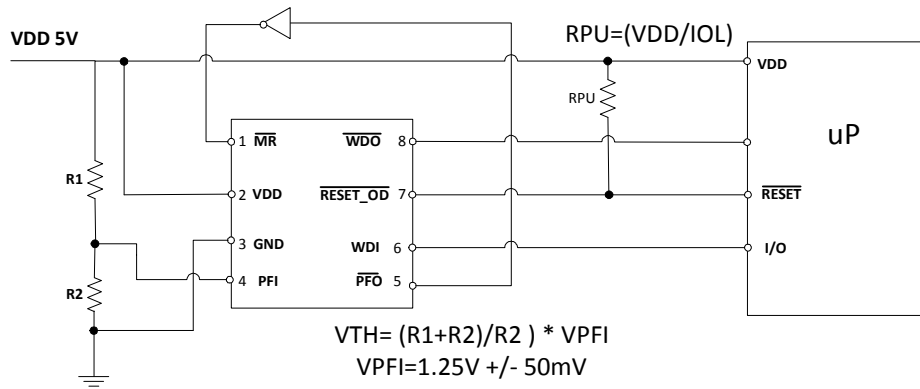 RPU=(VDD/IOL)
VDD 5V
VDD
RPU
uP
1 MR
WDO 8
R1
2 VDD
RESET_OD 7
RESET
3 GND
WDI 6
I/O
4 PFI
PFO 5
R2
VTH= (R1+R2)/R2 ) * VPFI
VPFI=1.25V +/- 50mV